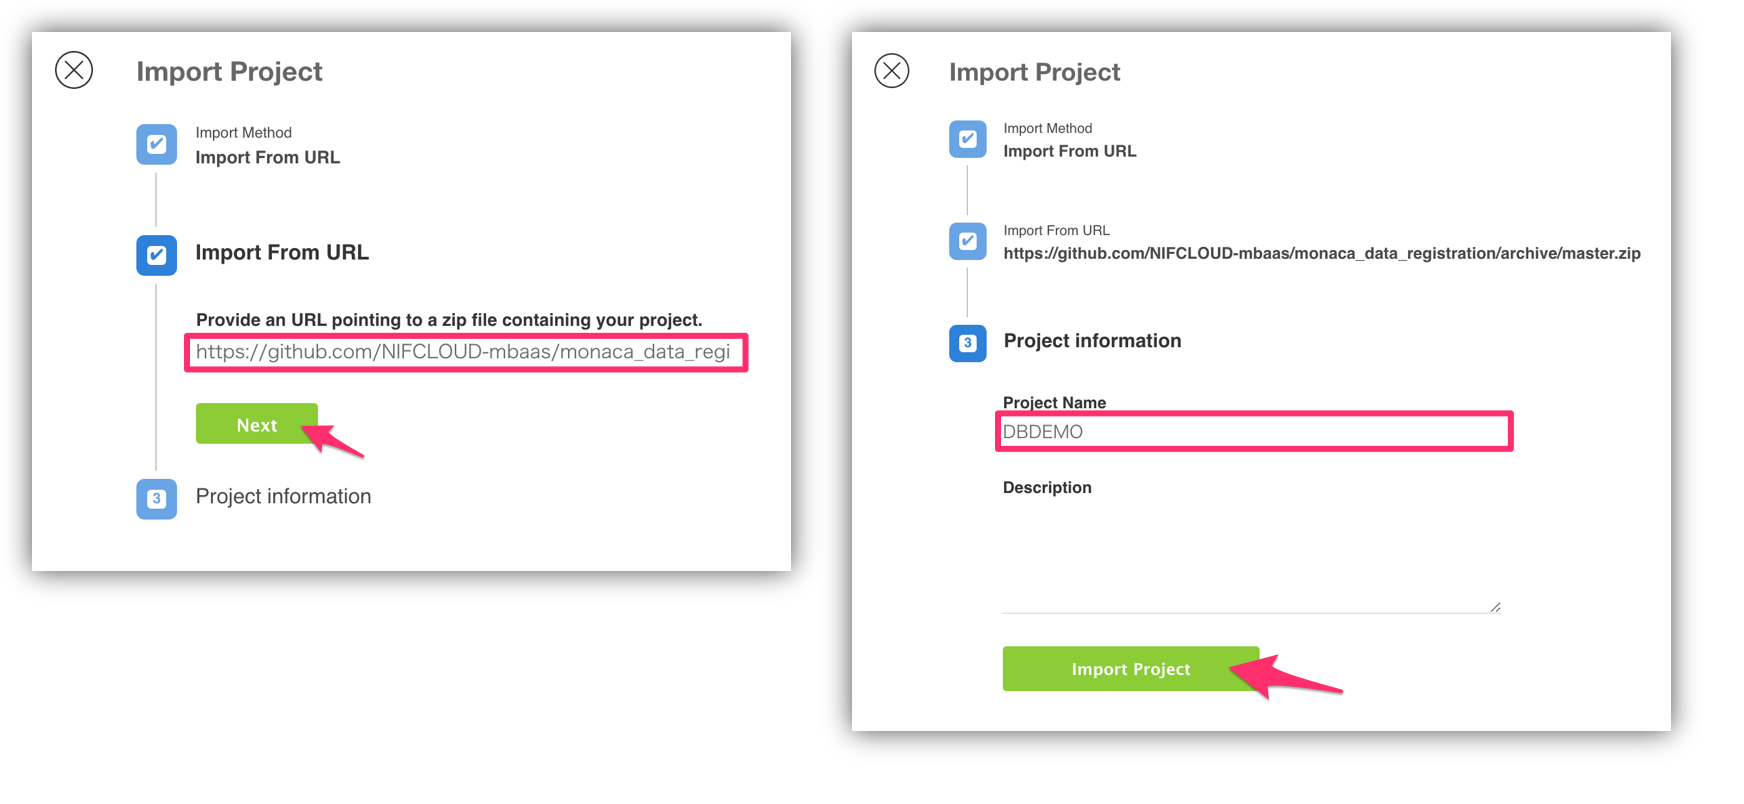 Import Project
Import Method
Import From URL
Import From URL
Provide an URL pointing to a zip file containing your project.
https://github.com/NIFCLOUD-mbaas/monaca_data_regi
Next
3
Project information
Import Project
Import Method
Import From URL
Import From URL
https://github.com/NIFCLOUD-mbaas/monaca_data_registration/archive/master.zip
3
Project information
Project Name
DBDEMO
Description
Import Project